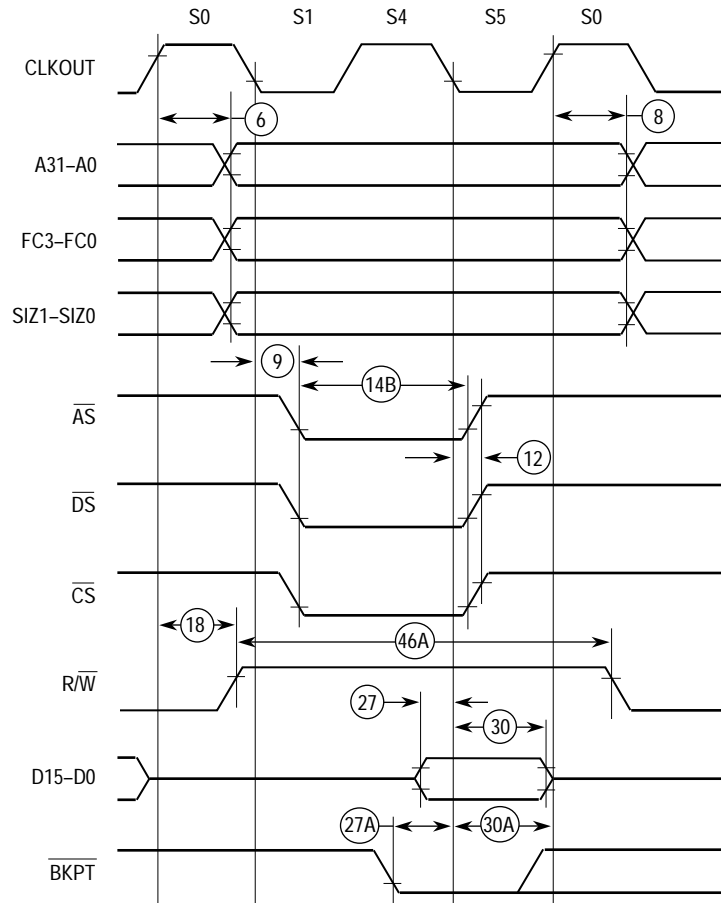 S0 S1 S4 S5 S0
CLKOUT
6 8
A31–A0
FC3–FC0
SIZ1–SIZ0
9
14B
AS
12
DS
CS
18
46A
R/W
27
30
D15–D0
27A 30A
BKPT